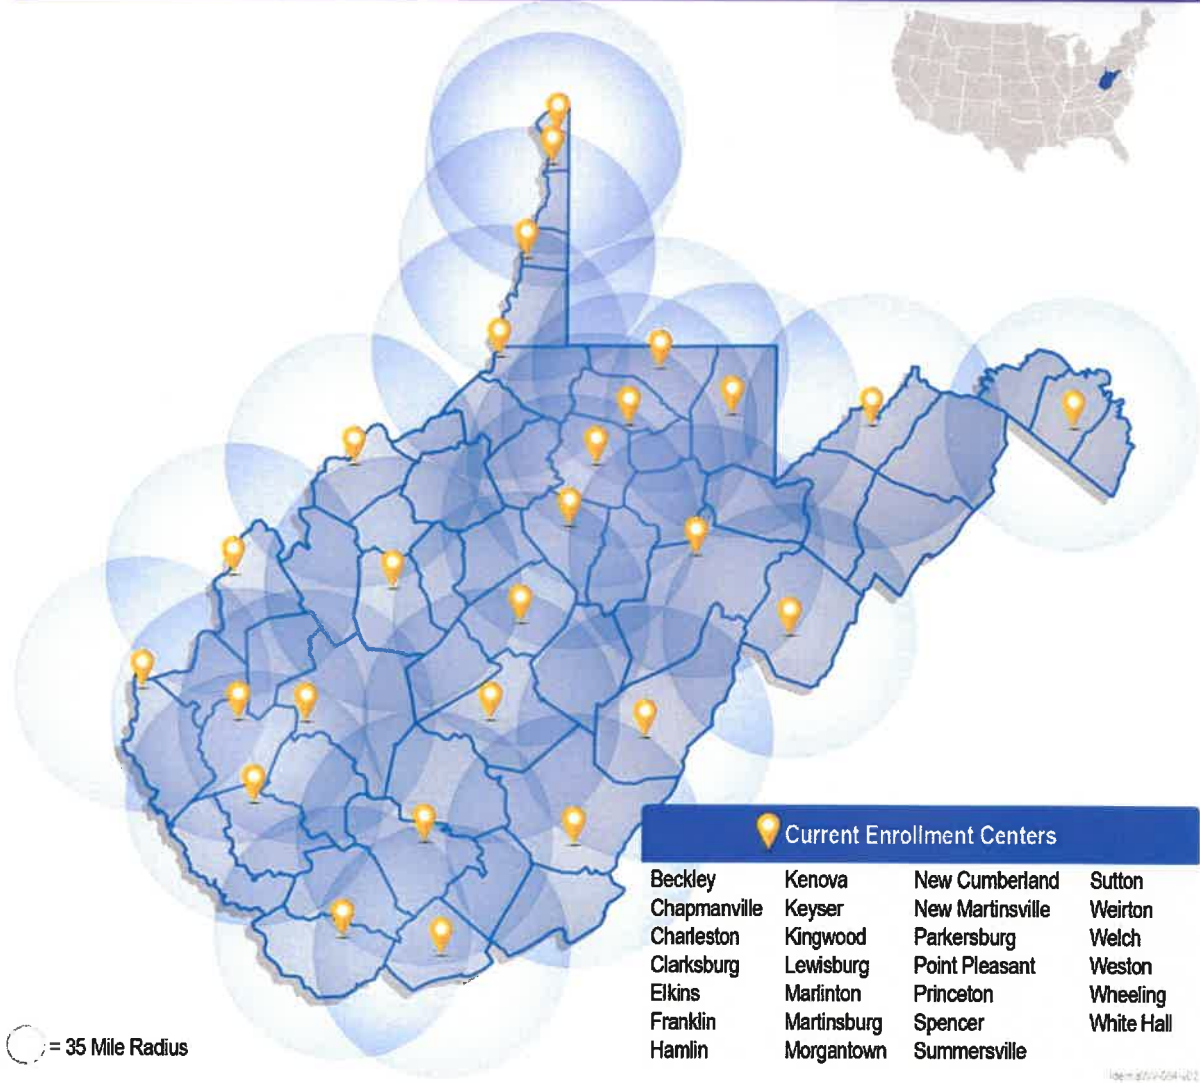 Current Enrollment Centers
Beckley
Chapmanville
Charleston
Clarksburg
Elkins
Franklin
Hamlin
Kenova
Keyser
Kingwood
Lewisburg
Marlinton
Martinsburg
Morgantown
New Cumberland
New Martinsville
Parkersburg
Point Pleasant
Princeton
Spencer
Summersville
Sutton
Weirton
Welch
Weston
Wheeling
White Hall
= 35 Mile Radius